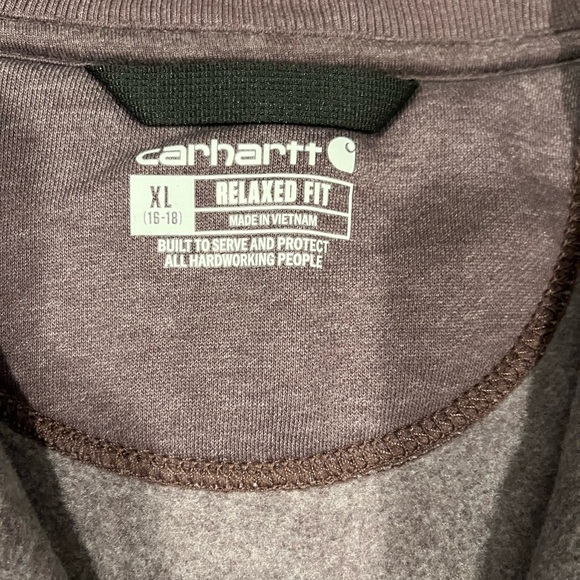 carhartt
XL
(16-18)
RELAXED FIT
MADE IN VIETNAM
BUILT TO SERVE AND PROTECT
ALL HARDWORKING PEOPLE